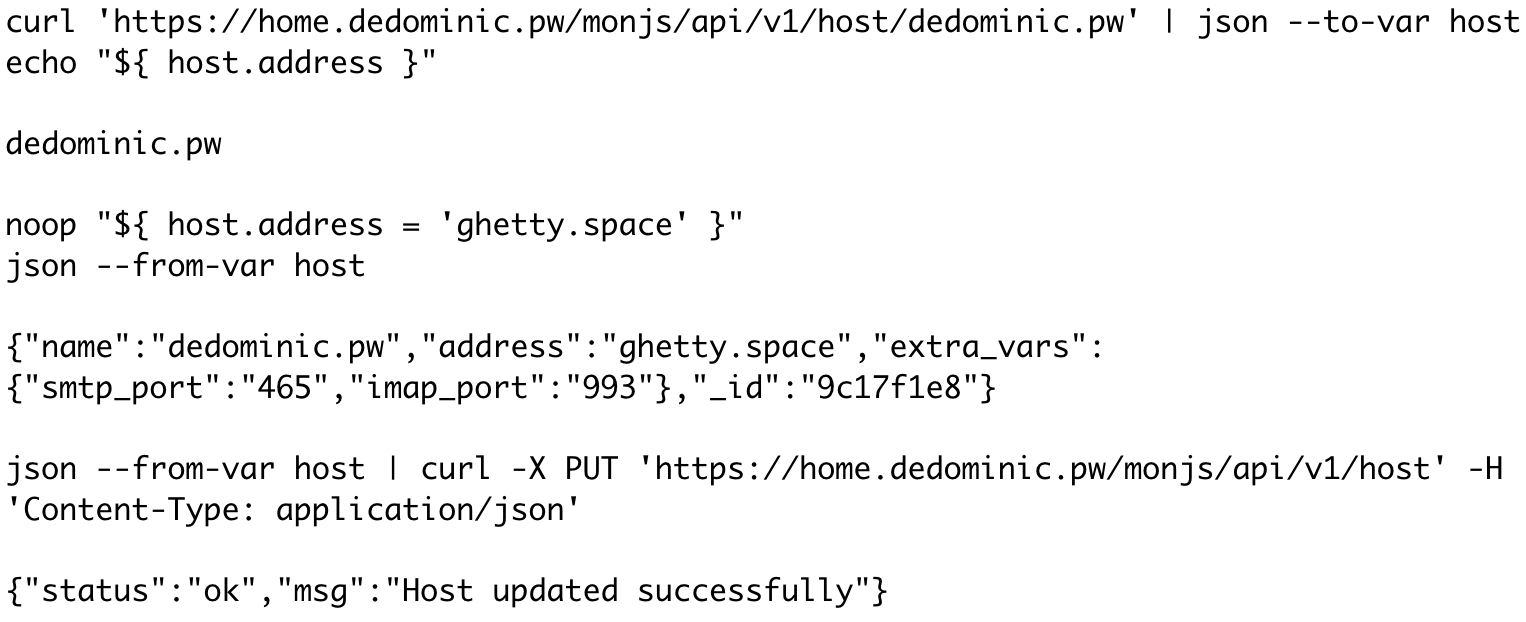 curl 'https://home.dedominic.pw/monjs/api/v1/host/dedominic.pw' | json --to-var host
echo "${ host.address }"
dedominic.pw
noop "${ host.address = 'ghetty.space' }"
json --from-var host
{"name":"dedominic.pw","address":"ghetty.space","extra_vars":
{"smtp_port":"465","imap_port":"993"},"_id":"9c17f1e8"}
json --from-var host | curl -X PUT 'https://home.dedominic.pw/monjs/api/v1/host' -H
'Content-Type: application/json'
{"status":"ok","msg":"Host updated successfully"}